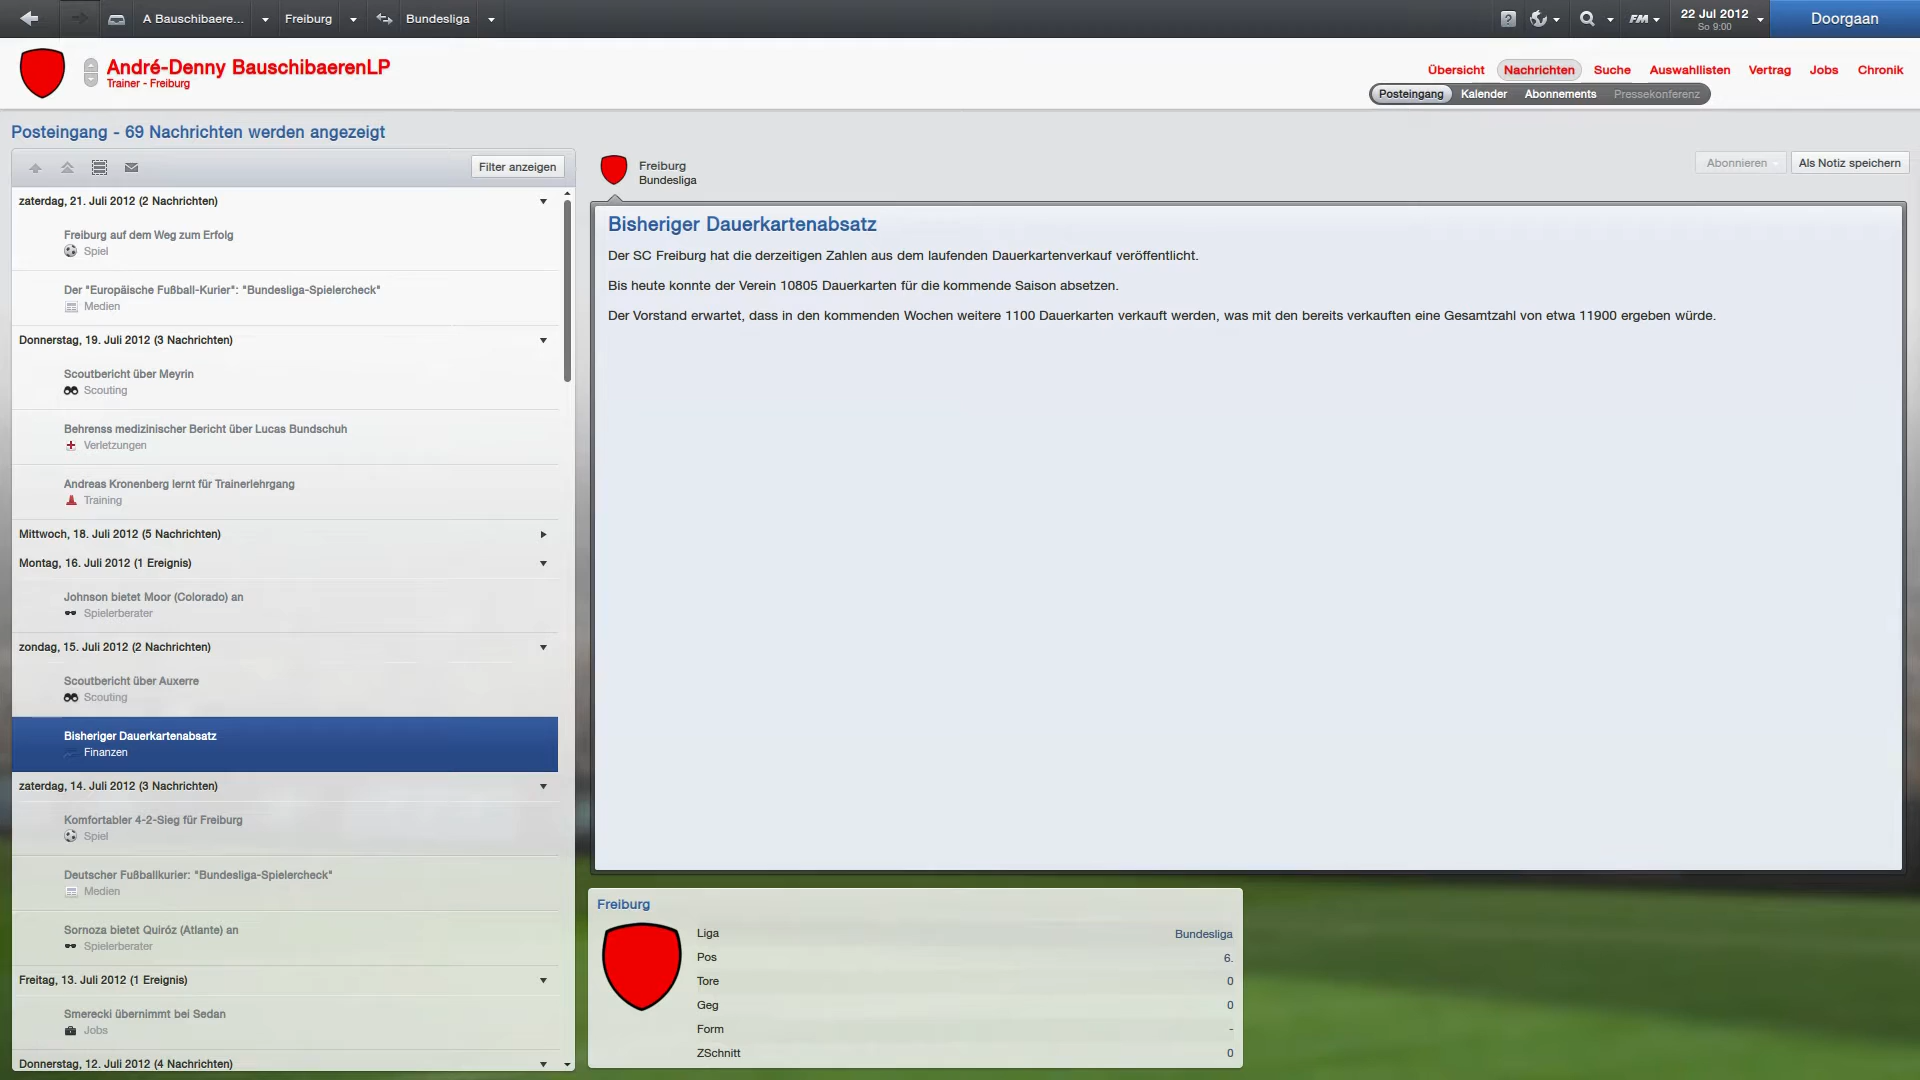 A Bauschibaere...
Freiburg
Bundesliga
FM
22 Jul 2012
So 9:00
Doorgaan
André-Denny BauschibaerenLP
Trainer - Freiburg
Übersicht
Nachrichten
Suche
Auswahllisten
Vertrag
Jobs
Chronik
Posteingang
Kalender
Abonnements
Pressekonferenz
Posteingang - 69 Nachrichten werden angezeigt
Filter anzeigen
zaterdag, 21. Juli 2012 (2 Nachrichten)
Freiburg auf dem Weg zum Erfolg
Spiel
Der "Europäische Fußball-Kurier": "Bundesliga-Spielercheck"
Medien
Donnerstag, 19. Juli 2012 (3 Nachrichten)
Scoutbericht über Meyrin
Scouting
Behrenss medizinischer Bericht über Lucas Bundschuh
Verletzungen
Andreas Kronenberg lernt für Trainerlehrgang
Training
Mittwoch, 18. Juli 2012 (5 Nachrichten)
Montag, 16. Juli 2012 (1 Ereignis)
Johnson bietet Moor (Colorado) an
Spielerberater
zondag, 15. Juli 2012 (2 Nachrichten)
Scoutbericht über Auxerre
Scouting
Bisheriger Dauerkartenabsatz
Finanzen
zaterdag, 14. Juli 2012 (3 Nachrichten)
Komfortabler 4-2-Sieg für Freiburg
Spiel
Deutscher Fußballkurier: "Bundesliga-Spielercheck"
Medien
Sornoza bietet Quiróz (Atlante) an
Spielerberater
Freitag, 13. Juli 2012 (1 Ereignis)
Smerecki übernimmt bei Sedan
Jobs
Donnerstag, 12. Juli 2012 (4 Nachrichten)
Freiburg
Bundesliga
Abonnieren
Als Notiz speichern
Bisheriger Dauerkartenabsatz
Der SC Freiburg hat die derzeitigen Zahlen aus dem laufenden Dauerkartenverkauf veröffentlicht.
Bis heute konnte der Verein 10805 Dauerkarten für die kommende Saison absetzen.
Der Vorstand erwartet, dass in den kommenden Wochen weitere 1100 Dauerkarten verkauft werden, was mit den bereits verkauften eine Gesamtzahl von etwa 11900 ergeben würde.
Freiburg
Liga Bundesliga
Pos 6.
Tore 0
Geg 0
Form -
ZSchnitt 0